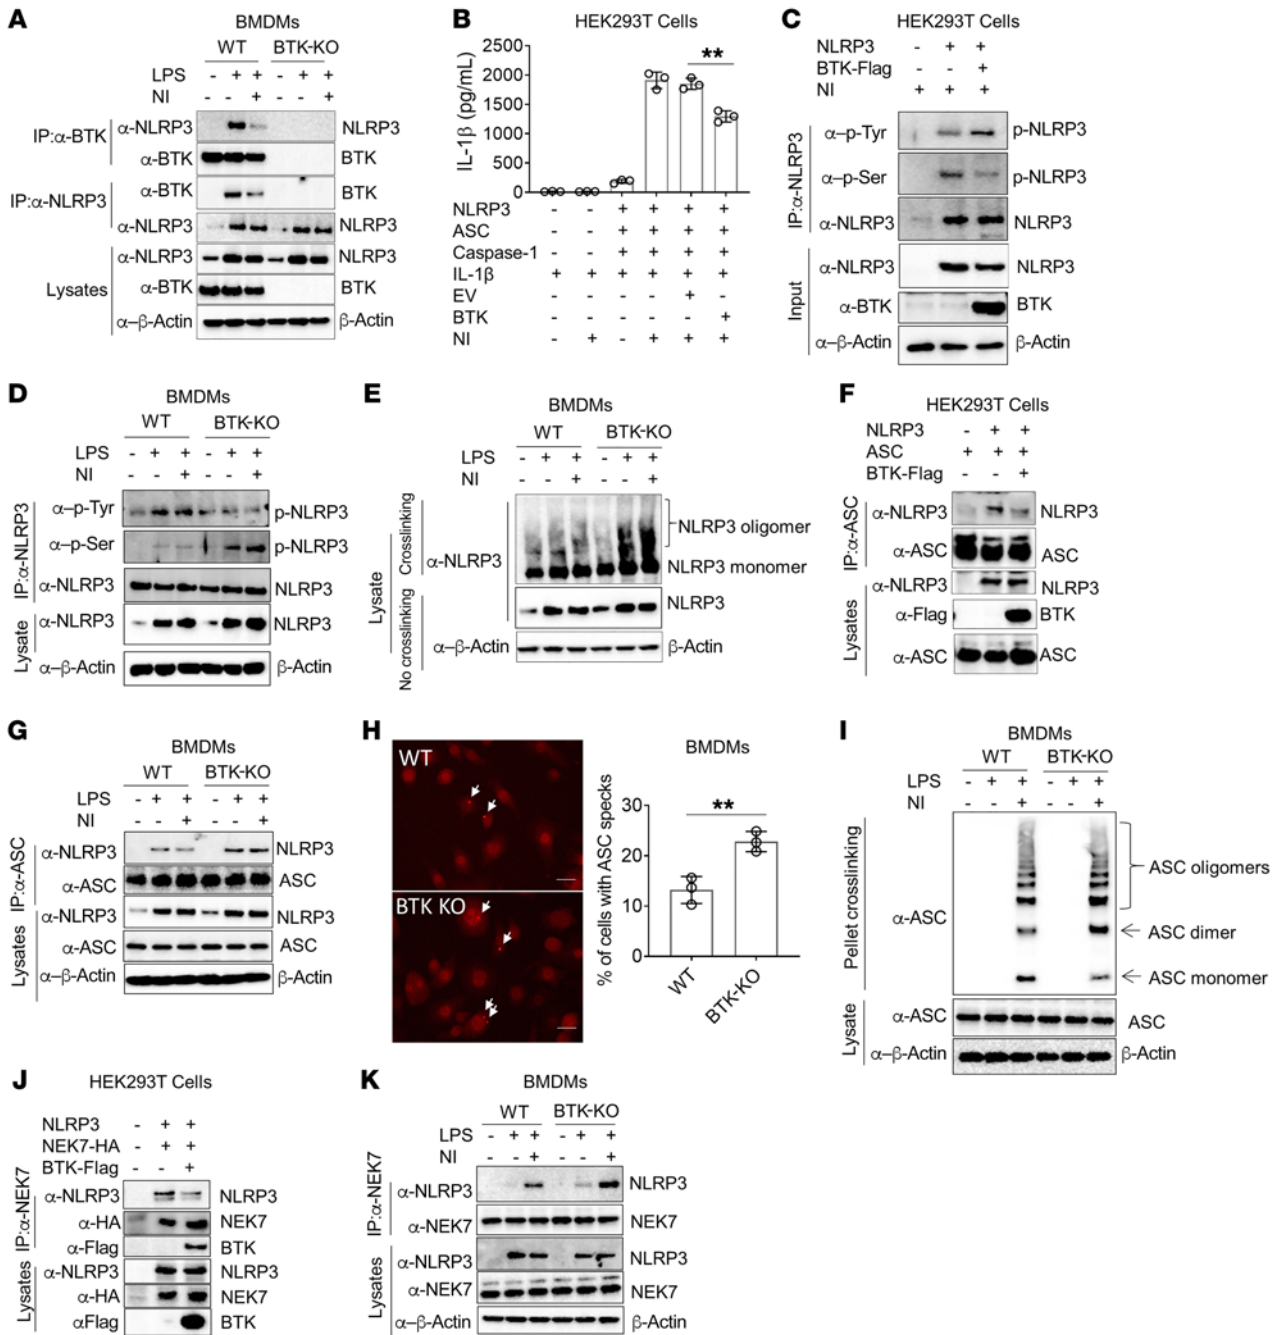 A
BMDMs
WT BTK-KO
LPS - + + - + +
NI - - + - - +
IP:α-BTK
α-NLRP3 NLRP3
α-BTK BTK
IP:α-NLRP3
α-BTK BTK
α-NLRP3 NLRP3
Lysates
α-NLRP3 NLRP3
α-BTK BTK
α-β-Actin β-Actin
B
HEK293T Cells
IL-1β (pg/mL)
2500
2000
1500
1000
500
0
**
NLRP3 - - + + + +
ASC - - + + + +
Caspase-1 - - + + + +
IL-1β + + + + + +
EV - - - - + -
BTK - - - - - +
NI - + - + + +
C
HEK293T Cells
NLRP3 - + +
BTK-Flag - - +
NI + + +
IP:α-NLRP3
α-p-Tyr p-NLRP3
α-p-Ser p-NLRP3
α-NLRP3 NLRP3
Input
α-NLRP3 NLRP3
α-BTK BTK
α-β-Actin β-Actin
D
BMDMs
WT BTK-KO
LPS - + + - + +
NI - - + - - +
IP:α-NLRP3
α-p-Tyr p-NLRP3
α-p-Ser p-NLRP3
α-NLRP3 NLRP3
Lysate
α-NLRP3 NLRP3
α-β-Actin β-Actin
E
BMDMs
WT BTK-KO
LPS - + + - + +
NI - - + - - +
Lysate
Crosslinking
α-NLRP3
NLRP3 oligomer
NLRP3 monomer
No crosslinking
NLRP3
α-β-Actin β-Actin
F
HEK293T Cells
NLRP3 - + +
ASC + + +
BTK-Flag - - +
IP:α-ASC
α-NLRP3 NLRP3
α-ASC ASC
Lysates
α-NLRP3 NLRP3
α-Flag BTK
α-ASC ASC
G
BMDMs
WT BTK-KO
LPS - + + - + +
NI - - + - - +
IP:α-ASC
α-NLRP3 NLRP3
α-ASC ASC
Lysates
α-NLRP3 NLRP3
α-ASC ASC
α-β-Actin β-Actin
H
WT
BTK KO
BMDMs
% of cells with ASC specks
30
20
10
0
**
WT
BTK-KO
I
BMDMs
WT BTK-KO
LPS - + + - + +
NI - - + - - +
Pellet crosslinking
α-ASC
ASC oligomers
ASC dimer
ASC monomer
Lysate
α-ASC ASC
α-β-Actin β-Actin
J
HEK293T Cells
NLRP3 - + +
NEK7-HA - + +
BTK-Flag - - +
IP:α-NEK7
α-NLRP3 NLRP3
α-HA NEK7
α-Flag BTK
Lysates
α-NLRP3 NLRP3
α-HA NEK7
αFlag BTK
K
BMDMs
WT BTK-KO
LPS - + + - + +
NI - - + - - +
IP:α-NEK7
α-NLRP3 NLRP3
α-NEK7 NEK7
Lysates
α-NLRP3 NLRP3
α-NEK7 NEK7
α-β-Actin β-Actin